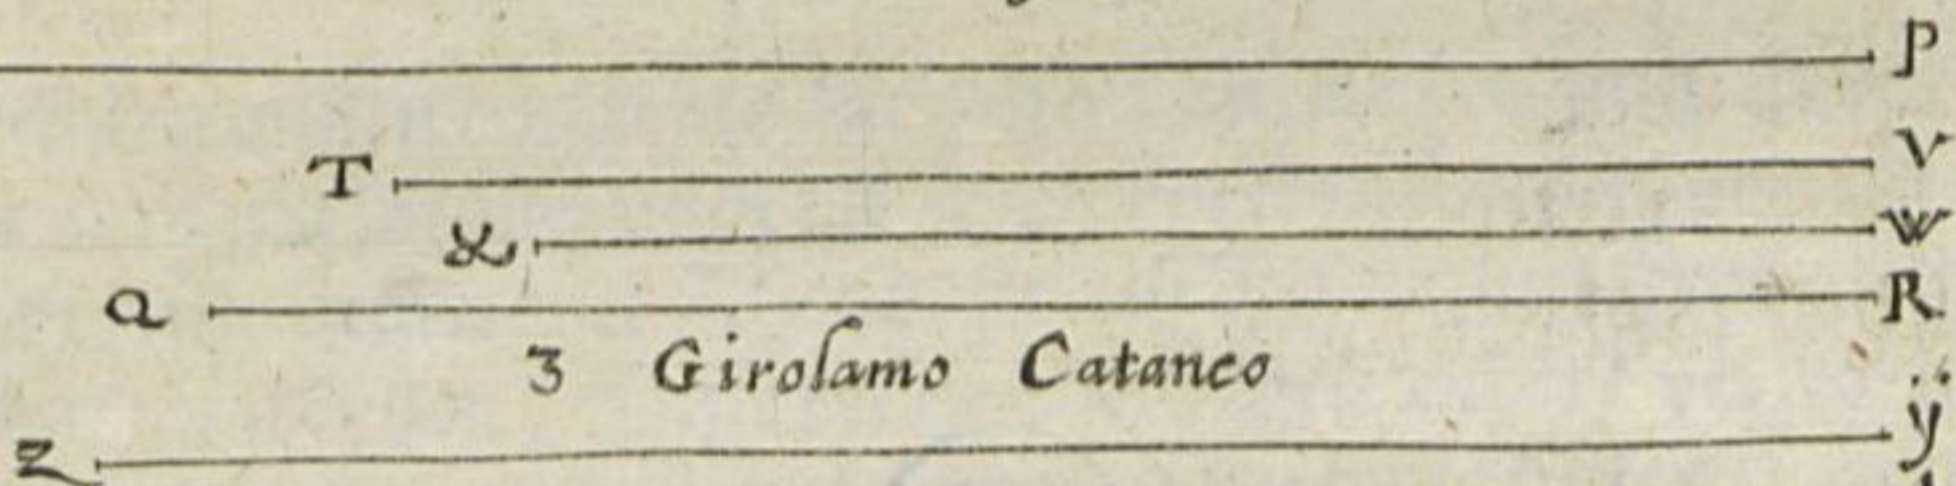 P
T V
X W
Q R
3 Girolamo Cataneo
z ÿ